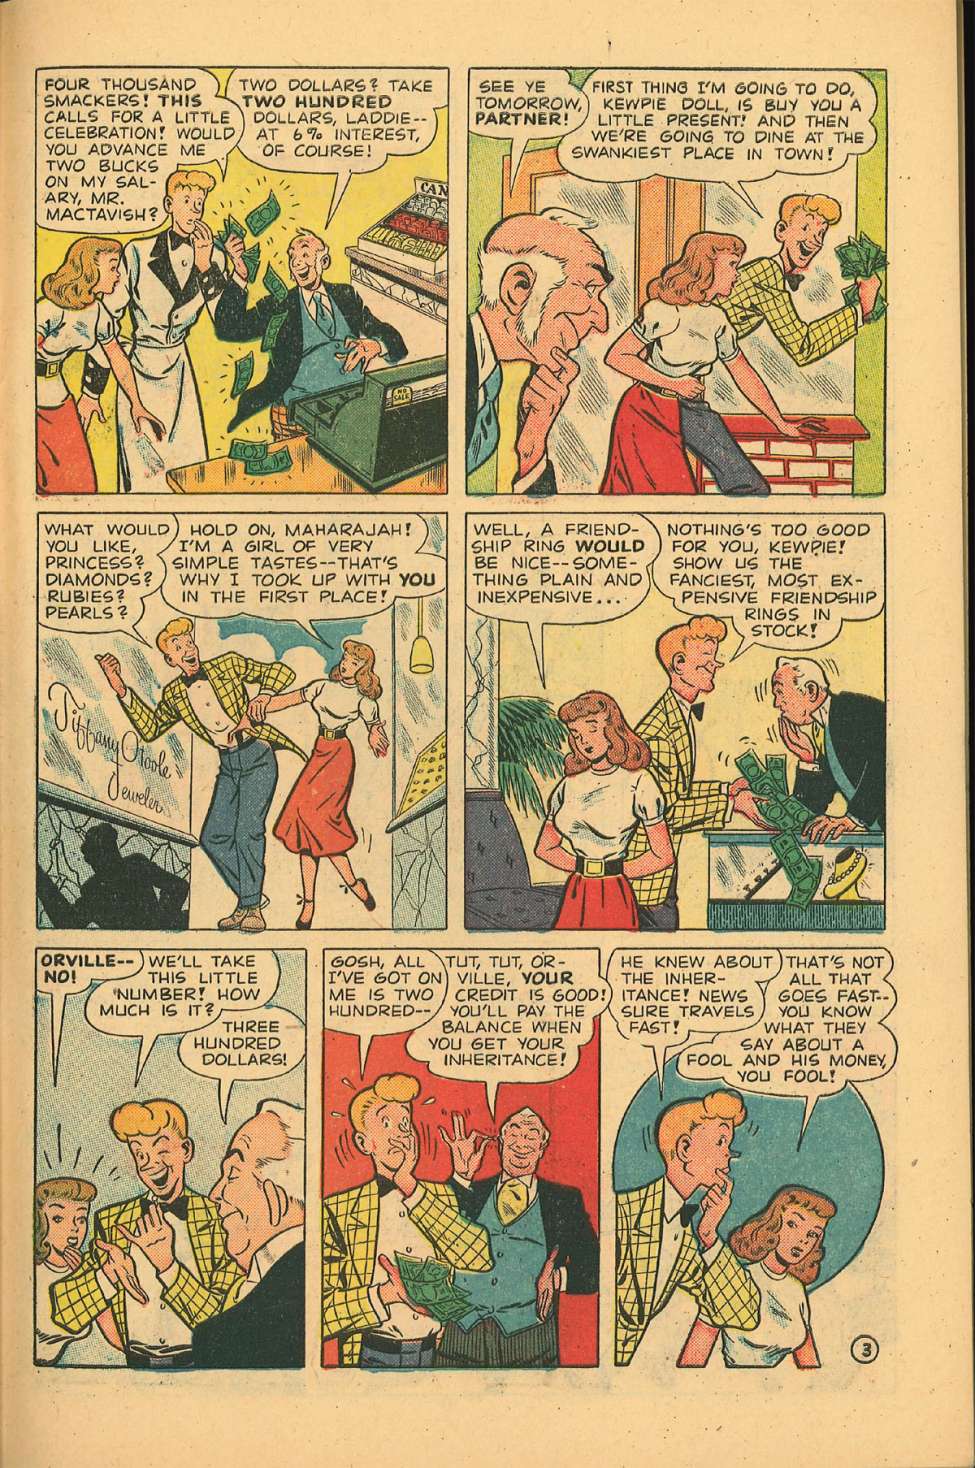 FOUR THOUSAND
SMACKERS! THIS
CALLS FOR A LITTLE
CELEBRATION! WOULD
YOU ADVANCE ME
TWO BUCKS
ON MY SAL-
ARY, MR.
MACTAVISH?
TWO DOLLARS? TAKE
TWO HUNDRED
DOLLARS, LADDIE--
AT 6% INTEREST,
OF COURSE!
CAN
NO
SALE
SEE YE
TOMORROW,
PARTNER!
FIRST THING I'M GOING TO DO,
KEWPIE DOLL, IS BUY YOU A
LITTLE PRESENT! AND THEN
WE'RE GOING TO DINE AT THE
SWANKIEST PLACE IN TOWN!
WHAT WOULD
YOU LIKE,
PRINCESS?
DIAMONDS?
RUBIES?
PEARLS?
HOLD ON, MAHARAJAH!
I'M A GIRL OF VERY
SIMPLE TASTES--THAT'S
WHY I TOOK UP WITH YOU
IN THE FIRST PLACE!
Tiffany O'toole
Jeweler
WELL, A FRIEND-
SHIP RING WOULD
BE NICE--SOME-
THING PLAIN AND
INEXPENSIVE...
NOTHING'S TOO GOOD
FOR YOU, KEWPIE!
SHOW US THE
FANCIEST, MOST EX-
PENSIVE FRIENDSHIP
RINGS IN
STOCK!
ORVILLE--
NO!
WE'LL TAKE
THIS LITTLE
NUMBER! HOW
MUCH IS IT?
THREE
HUNDRED
DOLLARS!
GOSH, ALL
I'VE GOT ON
ME IS TWO
HUNDRED--
TUT, TUT, OR-
VILLE, YOUR
CREDIT IS GOOD!
YOU'LL PAY THE
BALANCE WHEN
YOU GET YOUR
INHERITANCE!
HE KNEW ABOUT
THE INHER-
ITANCE! NEWS
SURE TRAVELS
FAST!
THAT'S NOT
ALL THAT
GOES FAST--
YOU KNOW
WHAT THEY
SAY ABOUT A
FOOL AND HIS MONEY,
YOU FOOL!
3